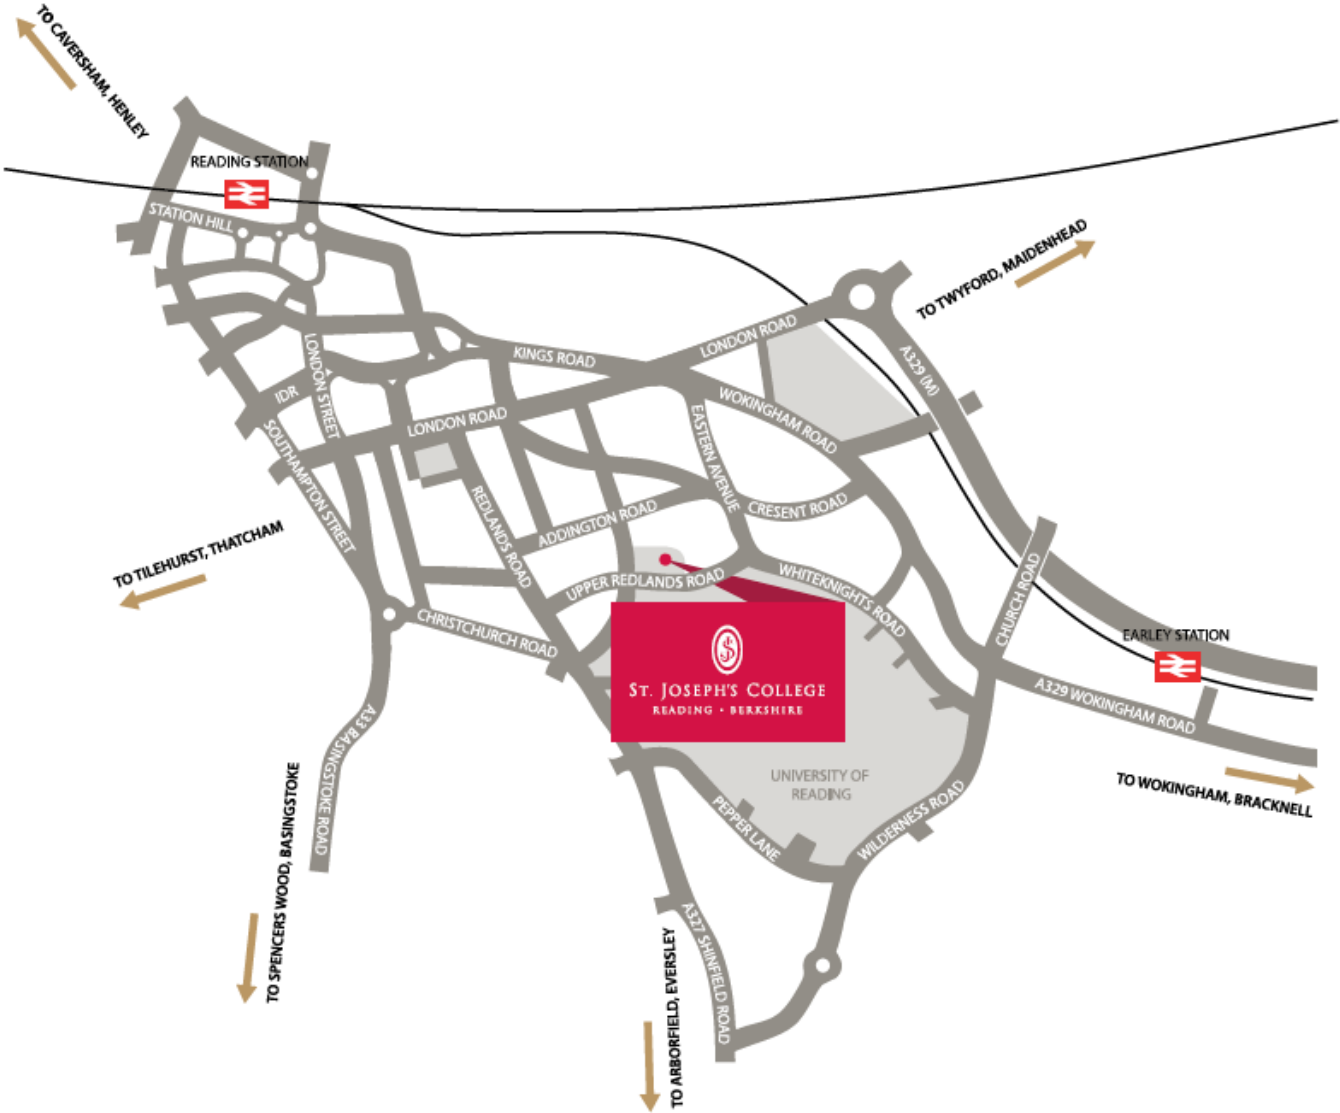 TO CAVERSHAM, HENLEY
READING STATION
STATION HILL
TO TWYFORD, MAIDENHEAD
LONDON ROAD
KINGS ROAD
A329 (M)
LONDON STREET
IDR
WOKINGHAM ROAD
LONDON ROAD
EASTERN AVENUE
SOUTHAMPTON STREET
REDLANDS ROAD
CRESENT ROAD
ADDINGTON ROAD
TO TILEHURST, THATCHAM
UPPER REDLANDS ROAD
WHITEKNIGHTS ROAD
CHURCH ROAD
CHRISTCHURCH ROAD
EARLEY STATION
ST. JOSEPH'S COLLEGE
READING • BERKSHIRE
A329 WOKINGHAM ROAD
A33 BASINGSTOKE ROAD
UNIVERSITY OF
READING
TO WOKINGHAM, BRACKNELL
PEPPER LANE
WILDERNESS ROAD
TO SPENCERS WOOD, BASINGSTOKE
A327 SHINFIELD ROAD
TO ARBORFIELD, EVERSLEY